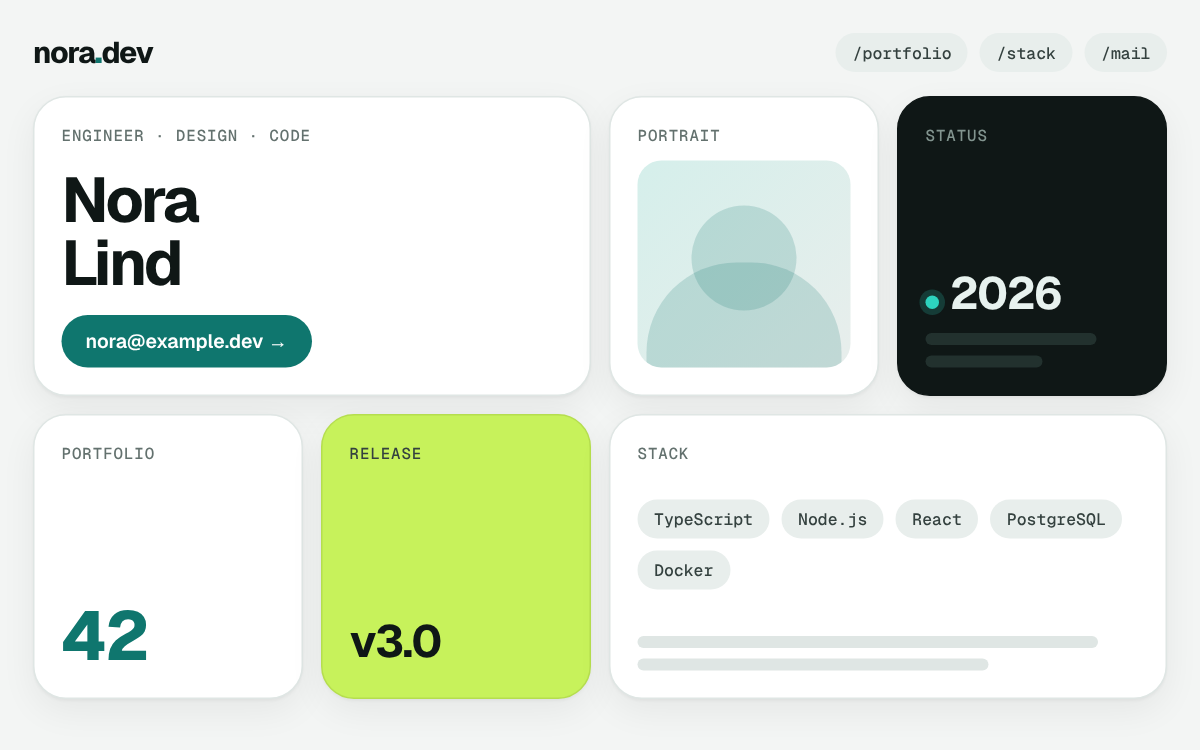 nora.dev
/portfolio
/stack
/mail
ENGINEER · DESIGN · CODE
Nora
Lind
nora@example.dev →
PORTRAIT
STATUS
2026
PORTFOLIO
42
RELEASE
v3.0
STACK
TypeScript
Node.js
React
PostgreSQL
Docker